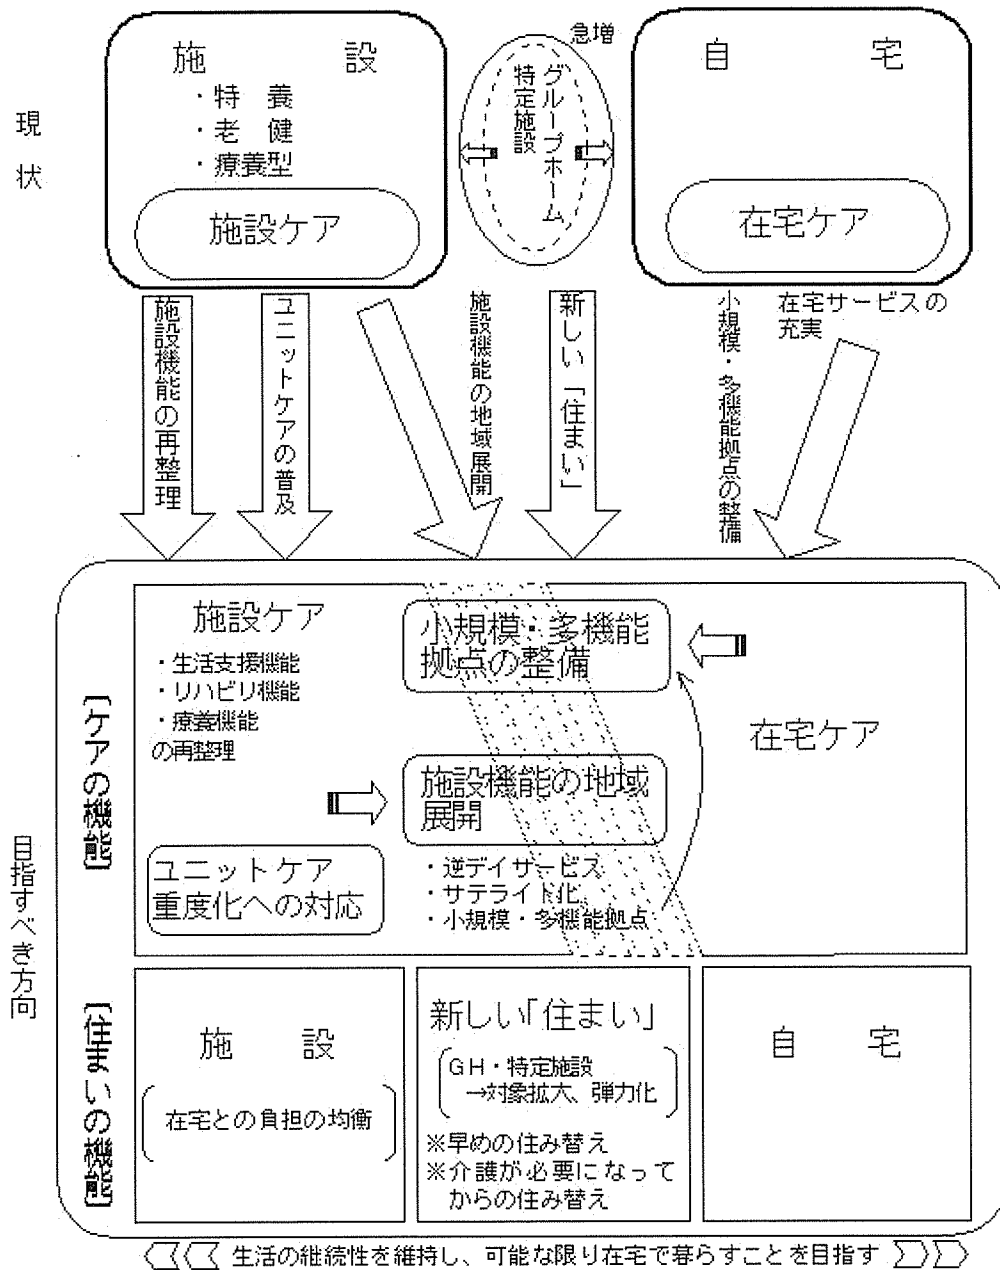 現状
施設
・特養
・老健
・療養型
施設ケア
急増
グループホーム
特定施設
自宅
在宅ケア
施設機能の再整理
ユニットケアの普及
施設機能の地域展開
新しい「住まい」
小規模・多機能拠点の整備
在宅サービスの
充実
目指すべき方向
[ケアの機能]
施設ケア
・生活支援機能
・リハビリ機能
・療養機能
の再整理
ユニットケア
重度化への対応
小規模・多機能
拠点の整備
施設機能の地域
展開
・逆デイサービス
・サテライト化
・小規模・多機能拠点
在宅ケア
[住まいの機能]
施設
在宅との負担の均衡
新しい「住まい」
GH・特定施設
→対象拡大、弾力化
※早めの住み替え
※介護が必要になって
からの住み替え
自宅
生活の継続性を維持し、可能な限り在宅で暮らすことを目指す